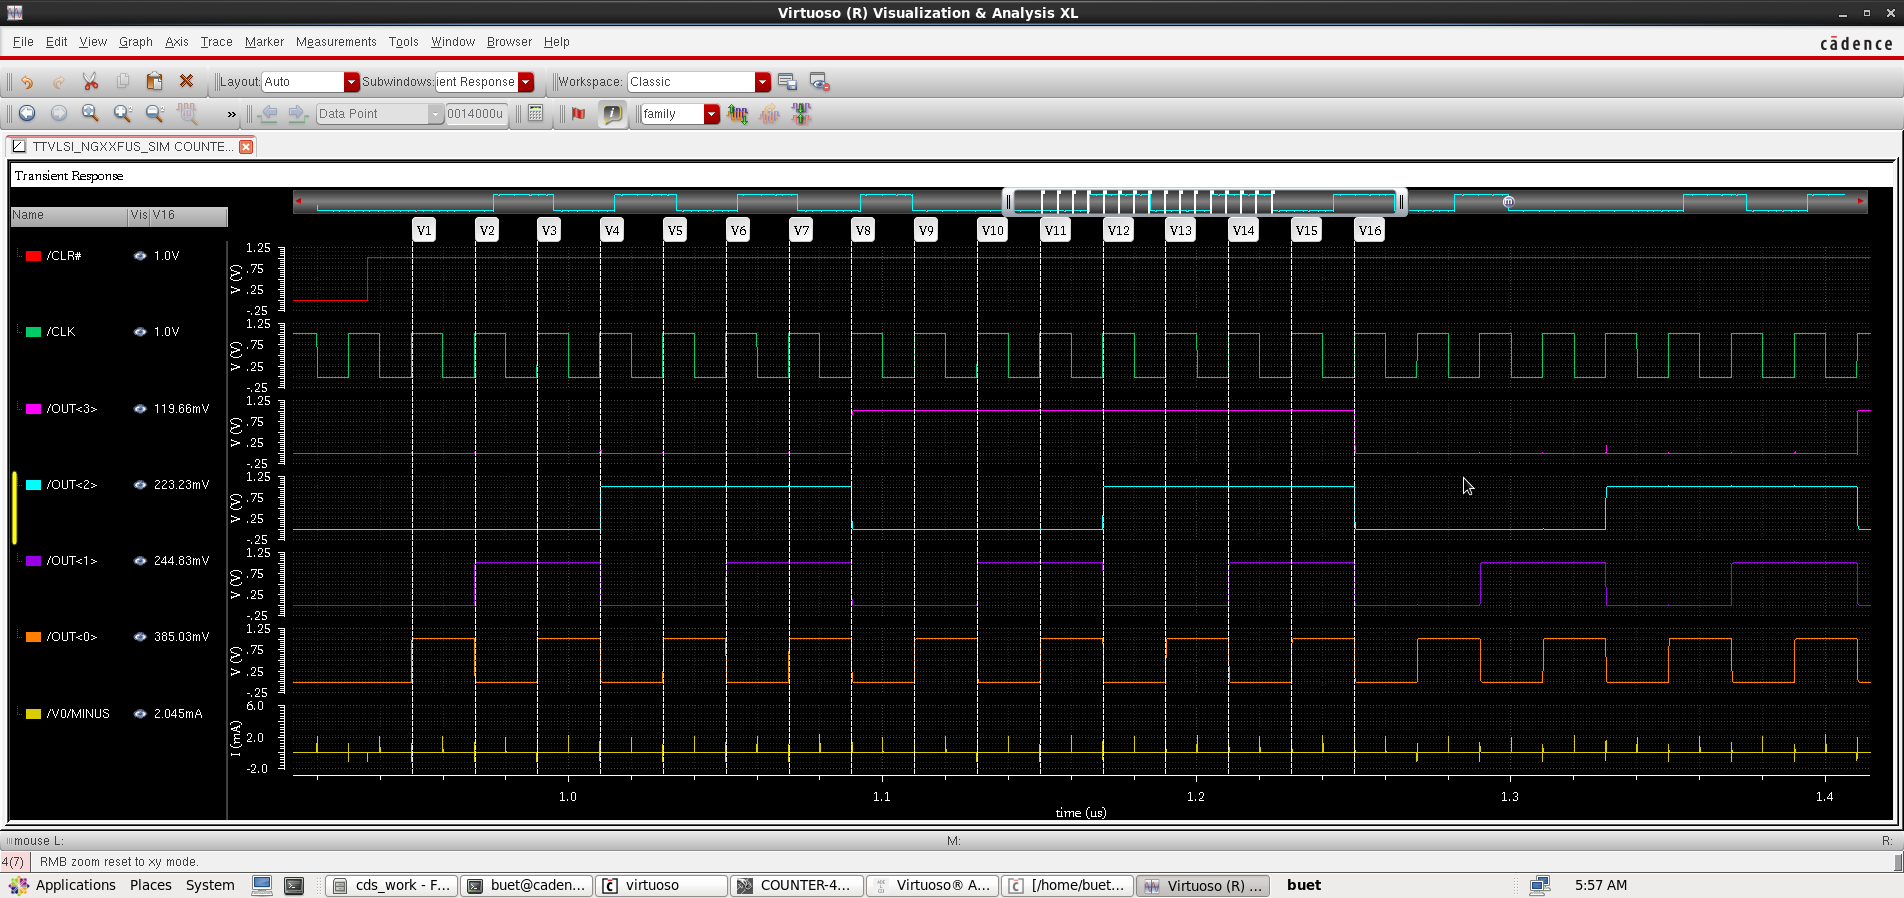 Virtuoso (R) Visualization & Analysis XL
File Edit View Graph Axis Trace Marker Measurements Tools Window Browser Help
cādence
Layout: Auto Subwindows: ient Response Workspace: Classic
» Data Point 0014000u family
TTVLSI_NGXXFUS_SIM COUNTE...
Transient Response
Name Vis V16
V1 V2 V3 V4 V5 V6 V7 V8 V9 V10 V11 V12 V13 V14 V15 V16
/CLR# 1.0V
V (V) 1.25 .75 .25 -.25
/CLK 1.0V
V (V) 1.25 .75 .25 -.25
/OUT<3> 119.66mV
V (V) 1.25 .75 .25 -.25
/OUT<2> 223.23mV
V (V) 1.25 .75 .25 -.25
/OUT<1> 244.83mV
V (V) 1.25 .75 .25 -.25
/OUT<0> 385.03mV
V (V) 1.25 .75 .25 -.25
/V0/MINUS 2.045mA
I (mA) 6.0 2.0 -2.0
1.0 1.1 1.2 1.3 1.4
time (us)
mouse L: M: R:
4(7) RMB zoom reset to xy mode.
Applications Places System cds_work - F... buet@caden... virtuoso COUNTER-4... Virtuoso® A... [/home/buet... Virtuoso (R) ... buet 5:57 AM